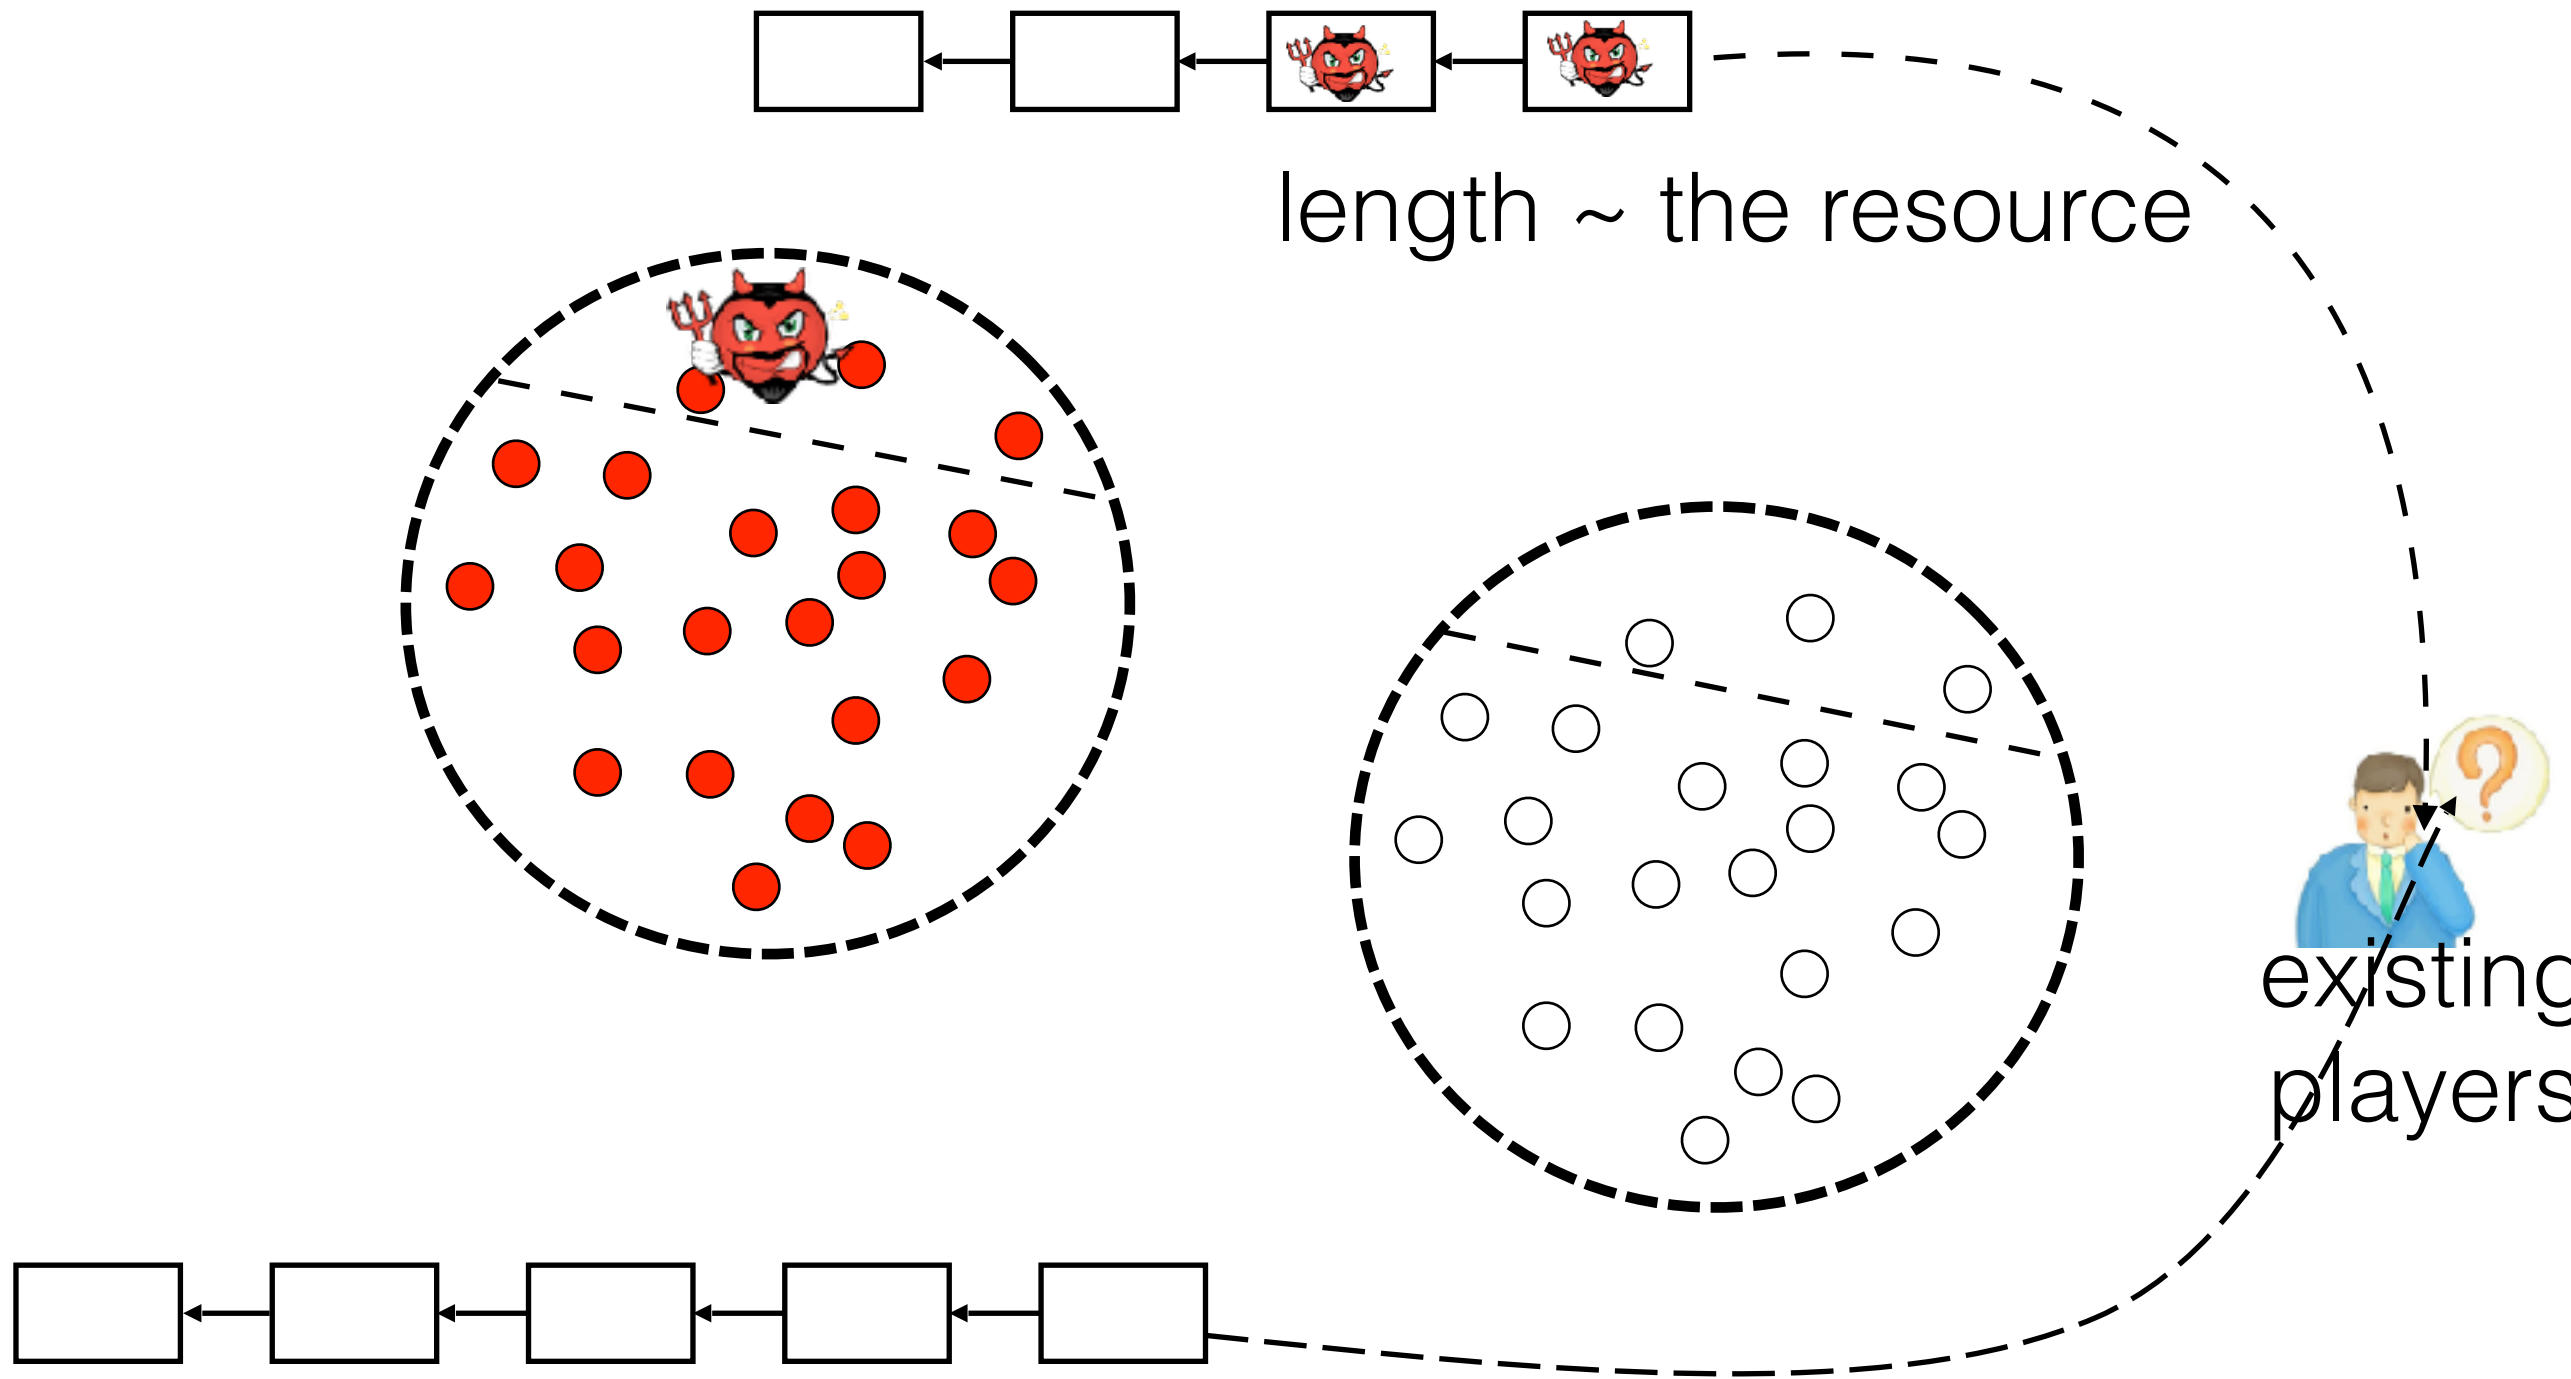 length ~ the resource
existing
players